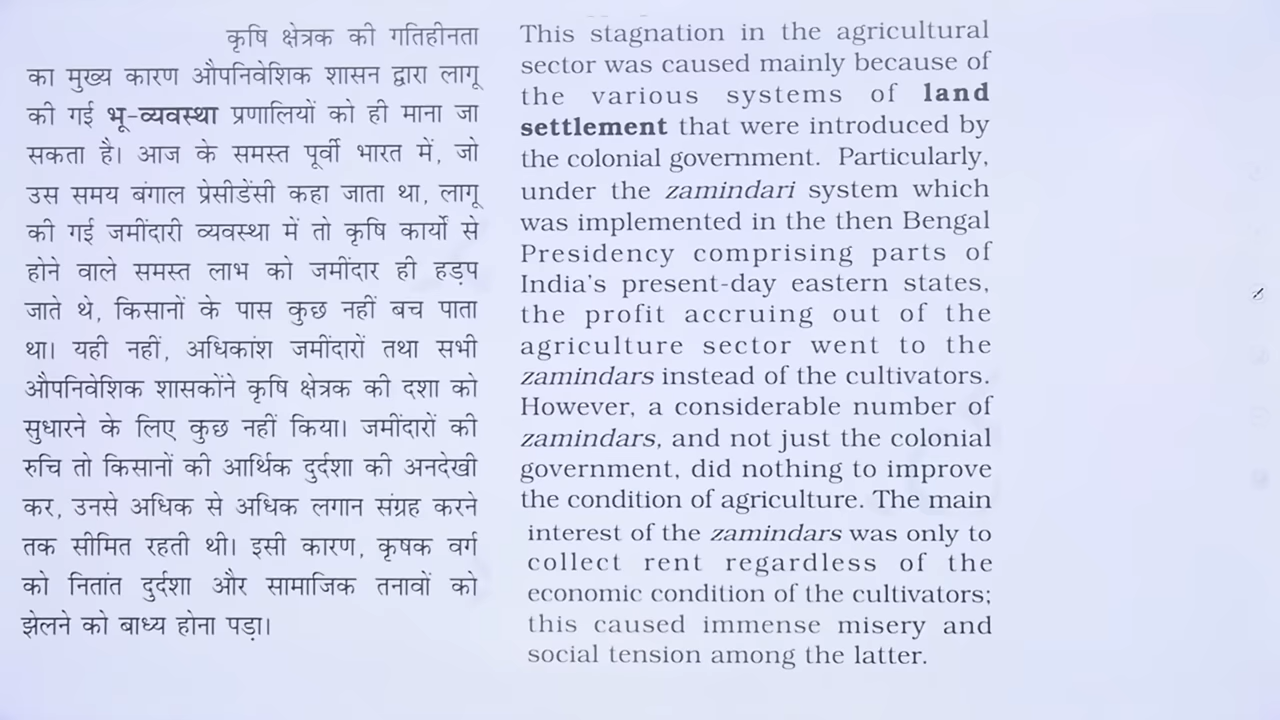 कृषि क्षेत्रक की गतिहीनता
का मुख्य कारण औपनिवेशिक शासन द्वारा लागू
की गई भू-व्यवस्था प्रणालियों को ही माना जा
सकता है। आज के समस्त पूर्वी भारत में, जो
उस समय बंगाल प्रेसीडेंसी कहा जाता था, लागू
की गई जमींदारी व्यवस्था में तो कृषि कार्यों से
होने वाले समस्त लाभ को जमींदार ही हड़प
जाते थे, किसानों के पास कुछ नहीं बच पाता
था। यही नहीं, अधिकांश जमींदारों तथा सभी
औपनिवेशिक शासकोंने कृषि क्षेत्रक की दशा को
सुधारने के लिए कुछ नहीं किया। जमींदारों की
रुचि तो किसानों की आर्थिक दुर्दशा की अनदेखी
कर, उनसे अधिक से अधिक लगान संग्रह करने
तक सीमित रहती थी। इसी कारण, कृषक वर्ग
को नितांत दुर्दशा और सामाजिक तनावों को
झेलने को बाध्य होना पड़ा।
This stagnation in the agricultural
sector was caused mainly because of
the various systems of land
settlement that were introduced by
the colonial government. Particularly,
under the zamindari system which
was implemented in the then Bengal
Presidency comprising parts of
India's present-day eastern states,
the profit accruing out of the
agriculture sector went to the
zamindars instead of the cultivators.
However, a considerable number of
zamindars, and not just the colonial
government, did nothing to improve
the condition of agriculture. The main
interest of the zamindars was only to
collect rent regardless of the
economic condition of the cultivators;
this caused immense misery and
social tension among the latter.